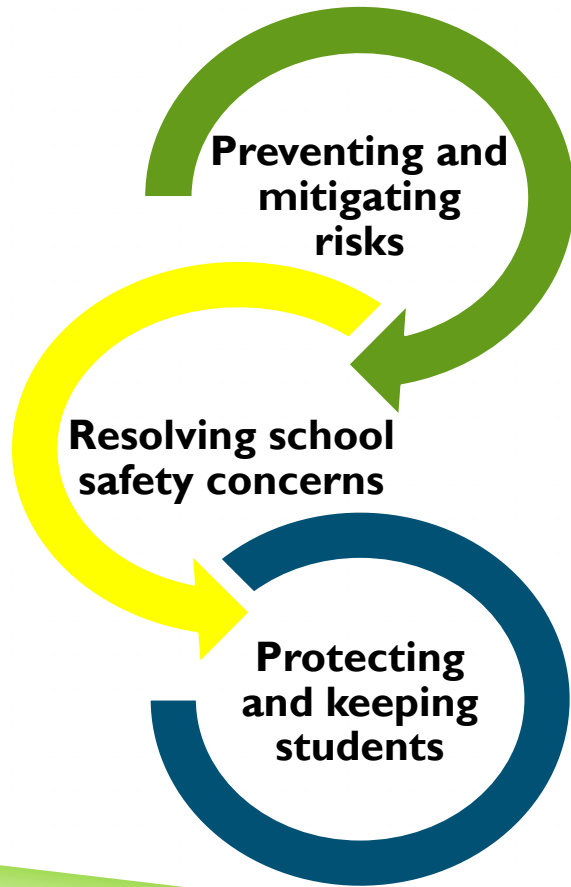 Preventing and
mitigating
risks
Resolving school
safety concerns
Protecting
and keeping
students